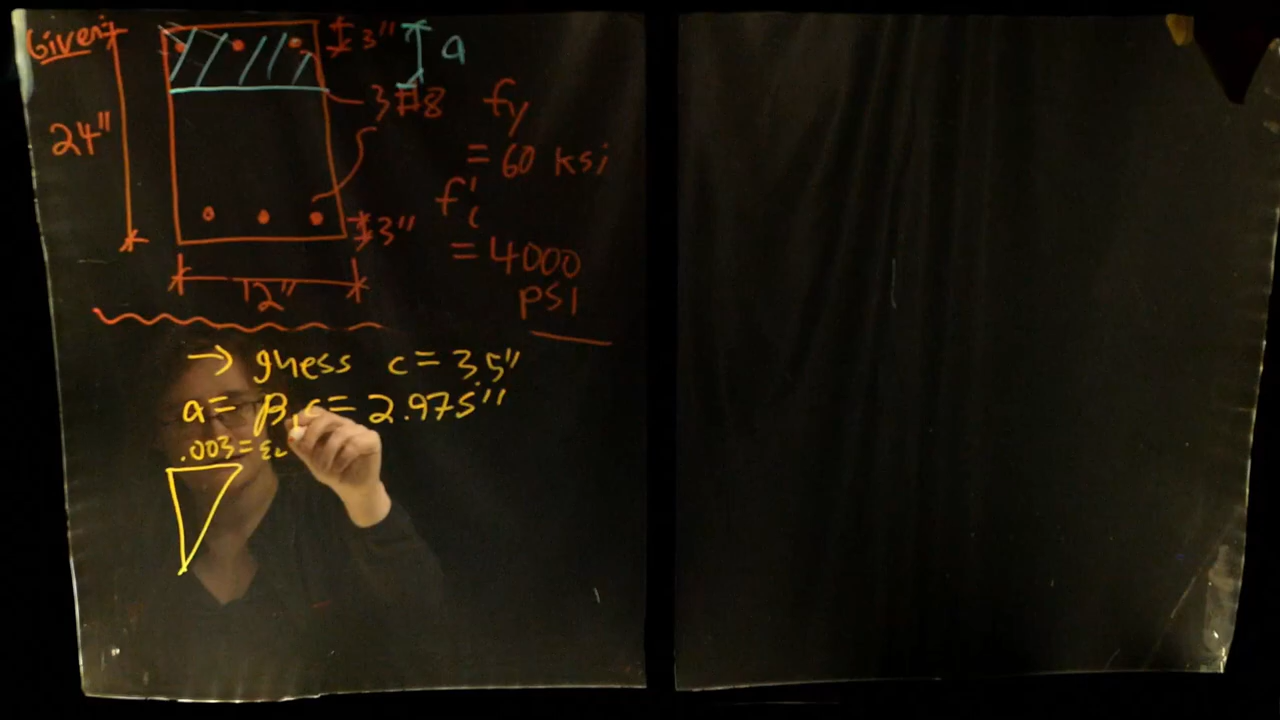 Given:
3"
a
3 #8
fy
= 60 ksi
24"
f'c
= 4000
psi
3"
12"
→ guess c = 3.5"
a = β₁c = 2.975"
.003 = εc